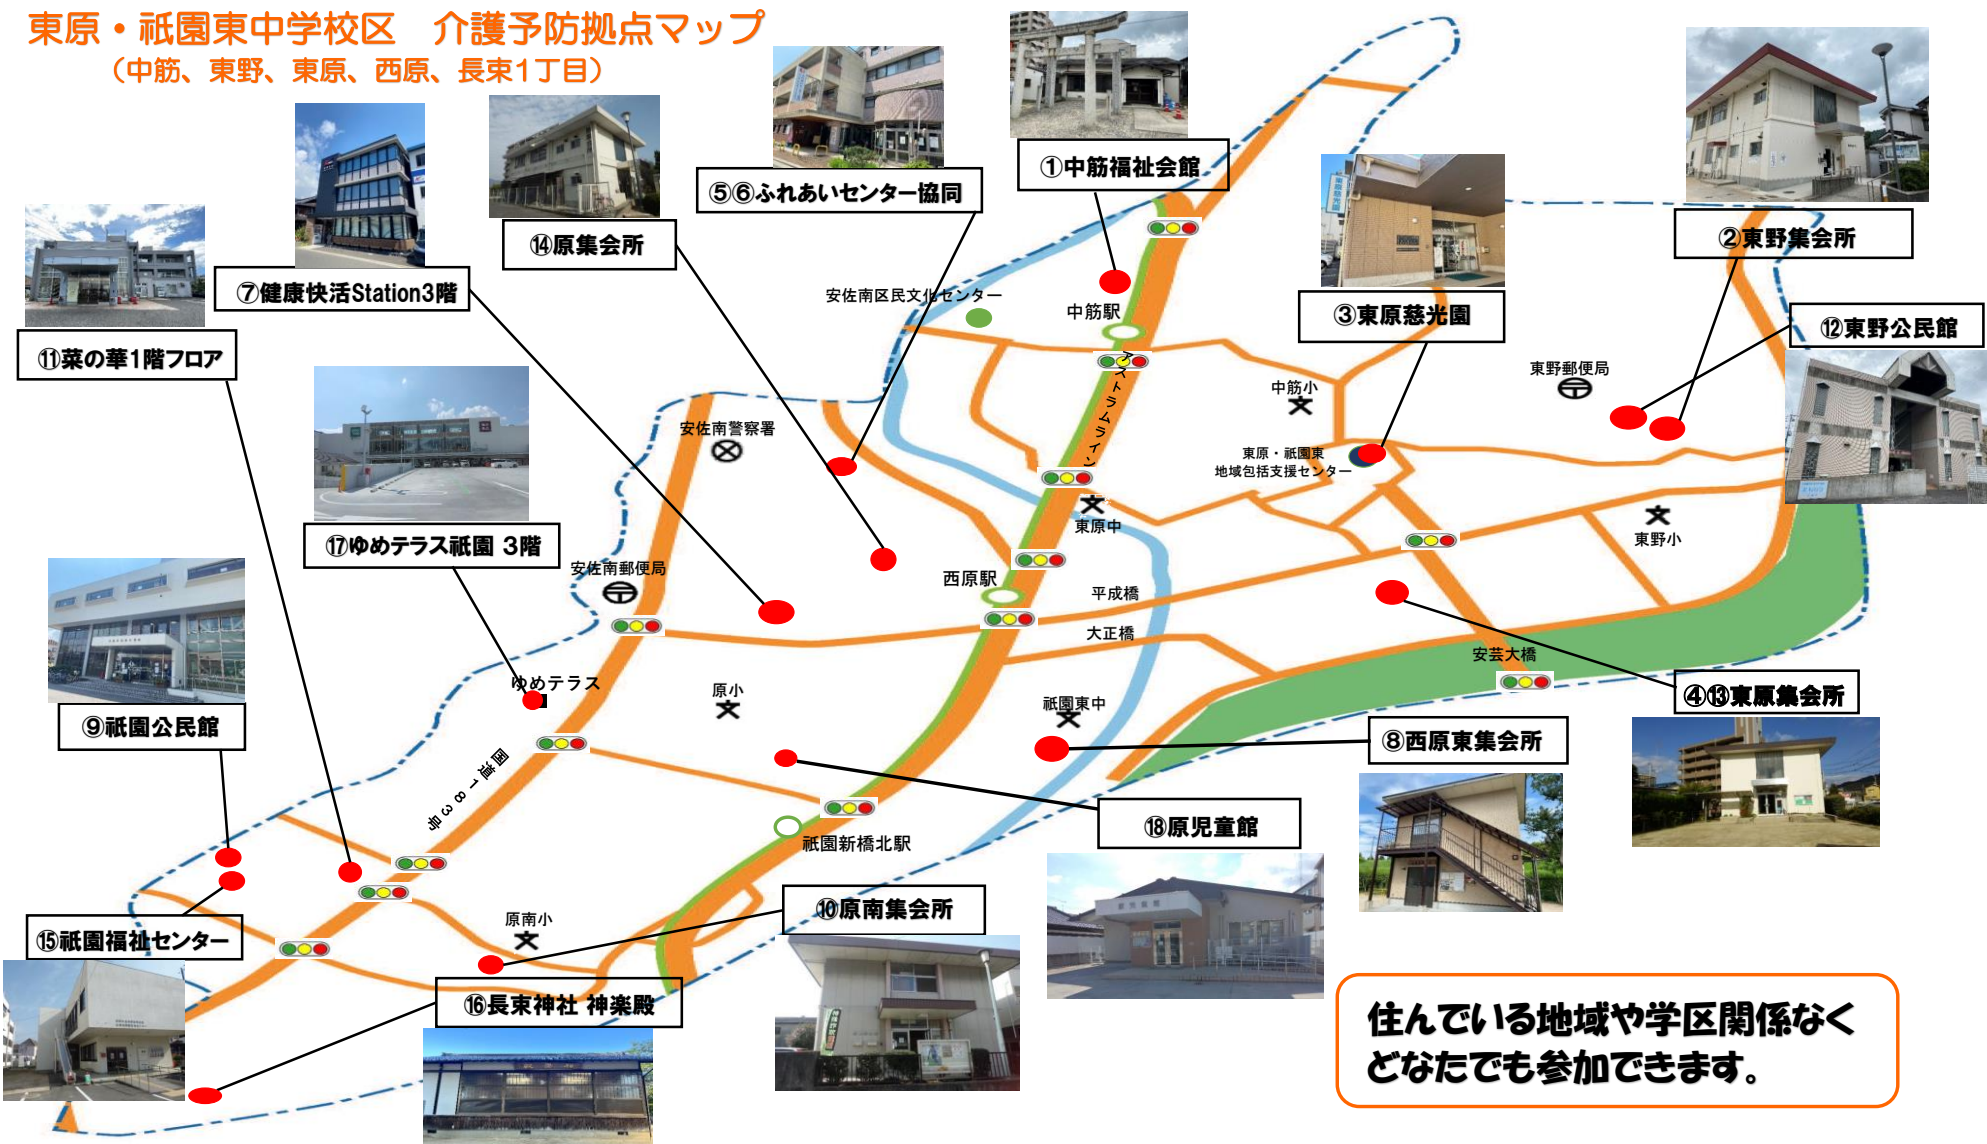 東原・祇園東中学校区　介護予防拠点マップ
（中筋、東野、東原、西原、長束1丁目）
①中筋福祉会館
⑤⑥ふれあいセンター協同
②東野集会所
⑭原集会所
⑦健康快活Station3階
③東原慈光園
⑫東野公民館
⑪菜の華1階フロア
安佐南区民文化センター
中筋駅
アストラムライン
中筋小
東野郵便局
安佐南警察署
東原・祇園東
地域包括支援センター
東原中
東野小
⑰ゆめテラス祇園 3階
安佐南郵便局
西原駅
平成橋
大正橋
安芸大橋
ゆめテラス
原小
祇園東中
④⑬東原集会所
⑨祇園公民館
⑧西原東集会所
国道183号
⑱原児童館
祇園新橋北駅
⑩原南集会所
原南小
⑮祇園福祉センター
⑯長束神社 神楽殿
住んでいる地域や学区関係なく
どなたでも参加できます。